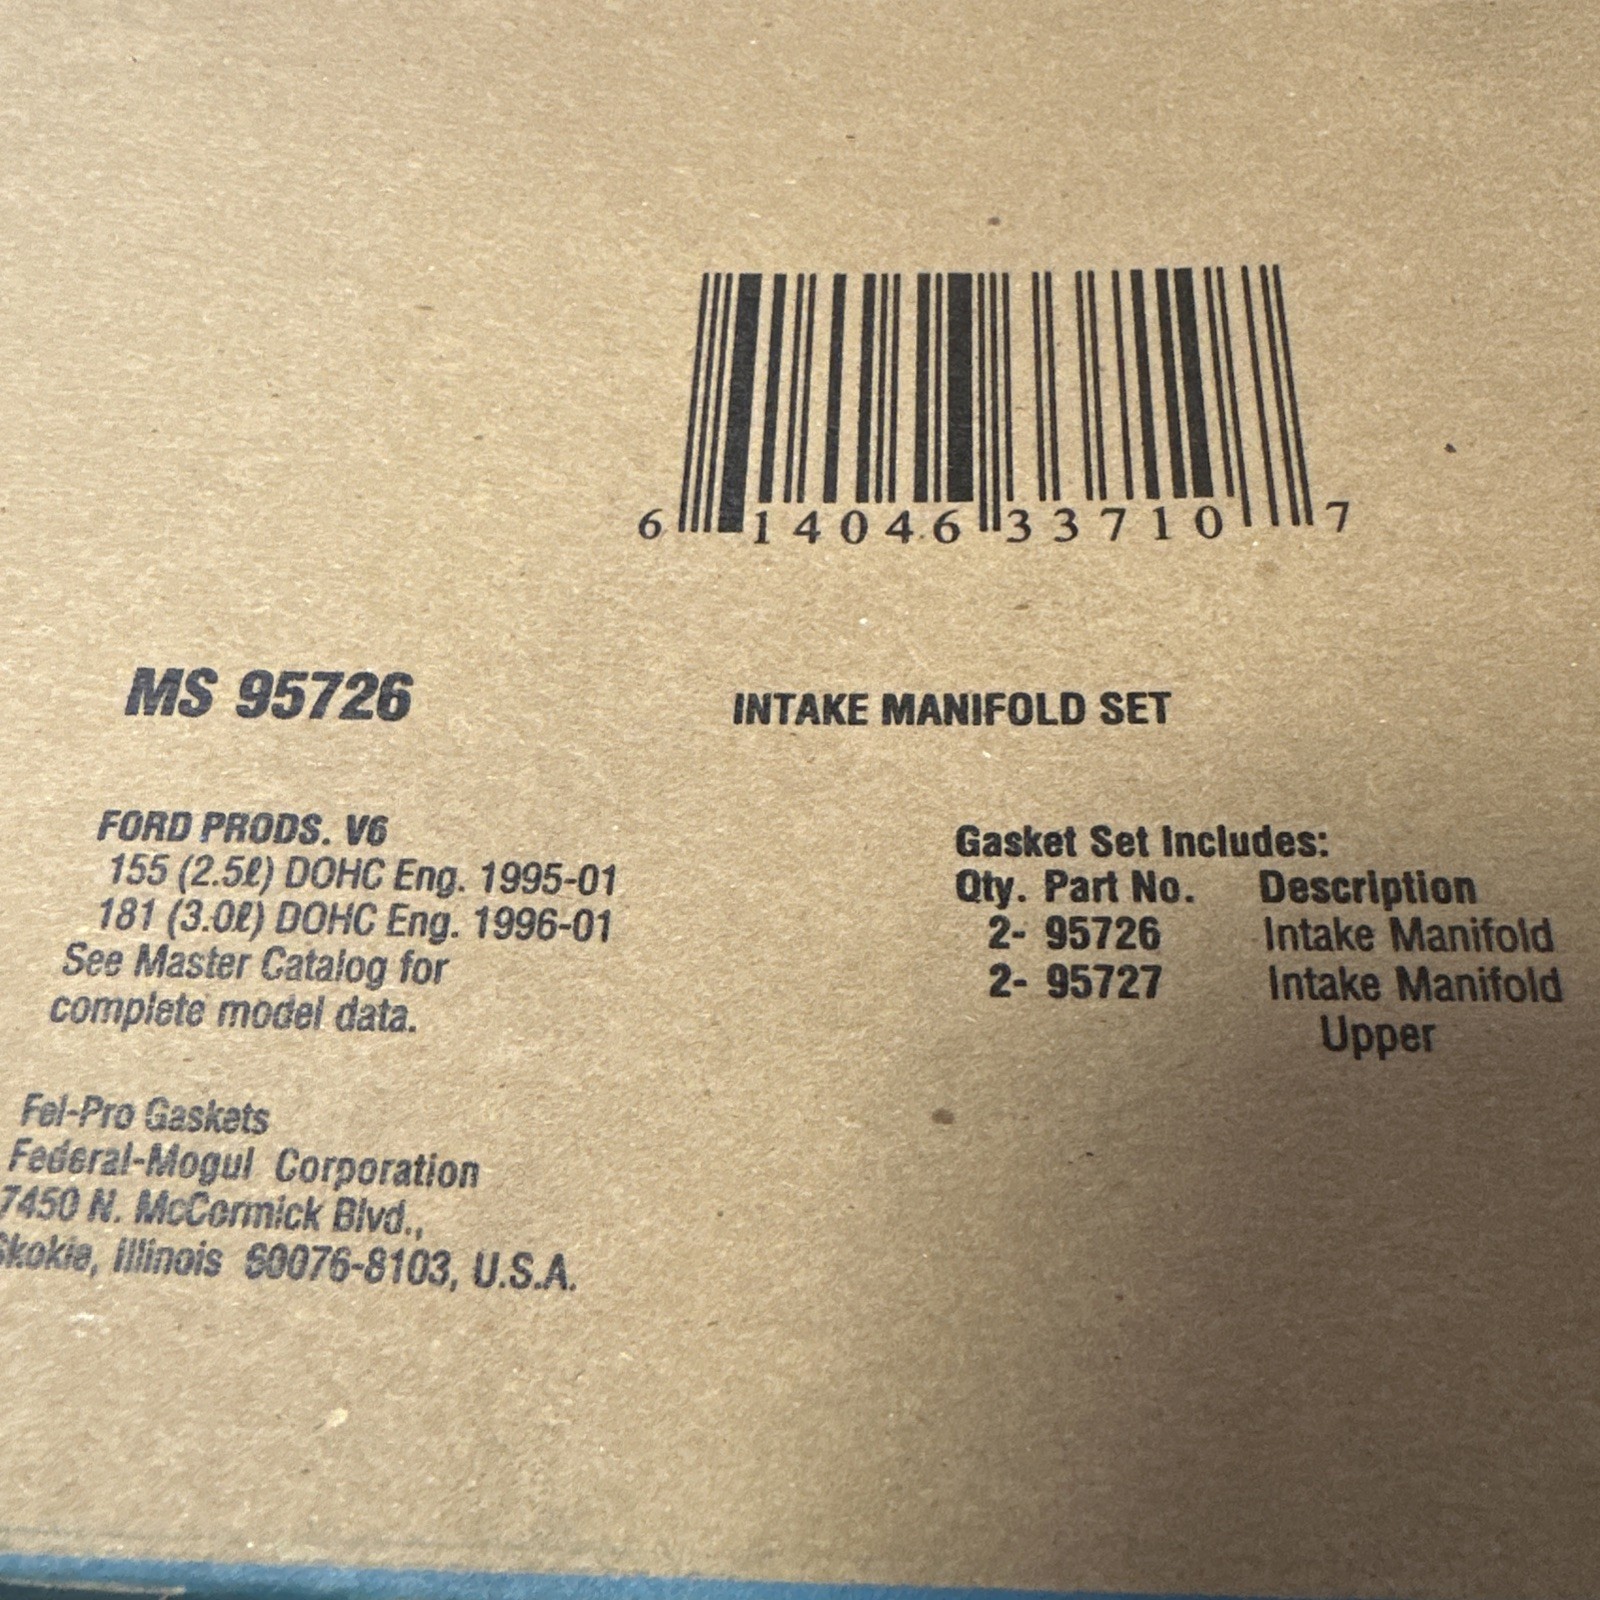 6 14046 33710 7
MS 95726
INTAKE MANIFOLD SET
FORD PRODS. V6
155 (2.5ℓ) DOHC Eng. 1995-01
181 (3.0ℓ) DOHC Eng. 1996-01
See Master Catalog for
complete model data.
Gasket Set Includes:
Qty. Part No. Description
2- 95726 Intake Manifold
2- 95727 Intake Manifold
Upper
Fel-Pro Gaskets
Federal-Mogul Corporation
7450 N. McCormick Blvd.,
Skokie, Illinois 60076-8103, U.S.A.